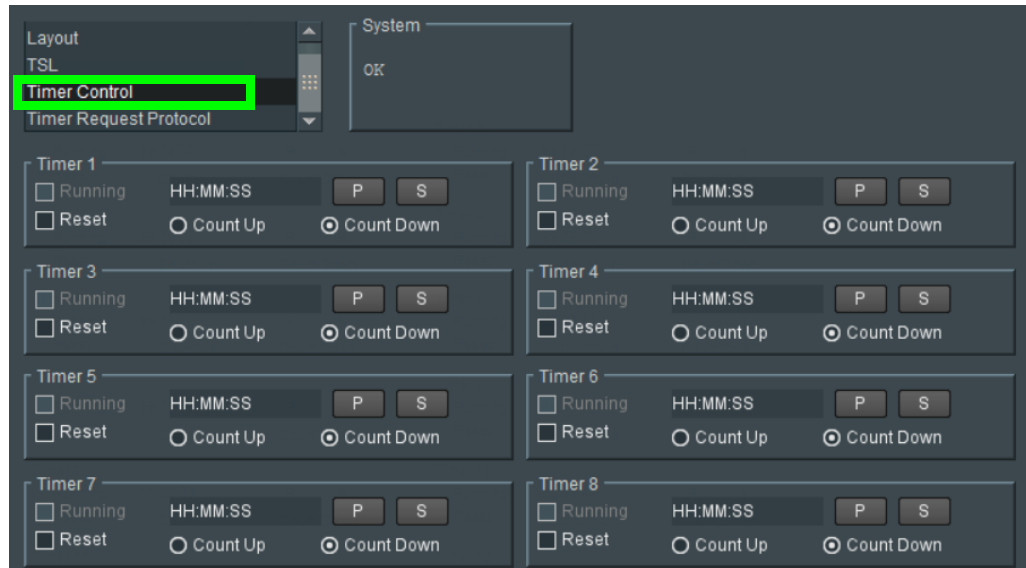 Layout
TSL
Timer Control
Timer Request Protocol
System
OK
Timer 1
Running HH:MM:SS P S
Reset Count Up Count Down
Timer 2
Running HH:MM:SS P S
Reset Count Up Count Down
Timer 3
Running HH:MM:SS P S
Reset Count Up Count Down
Timer 4
Running HH:MM:SS P S
Reset Count Up Count Down
Timer 5
Running HH:MM:SS P S
Reset Count Up Count Down
Timer 6
Running HH:MM:SS P S
Reset Count Up Count Down
Timer 7
Running HH:MM:SS P S
Reset Count Up Count Down
Timer 8
Running HH:MM:SS P S
Reset Count Up Count Down